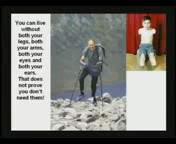 You can live
without
both your
legs, both
your arms,
both your
eyes and
both your
ears.
That does
not prove
you don't
need them!